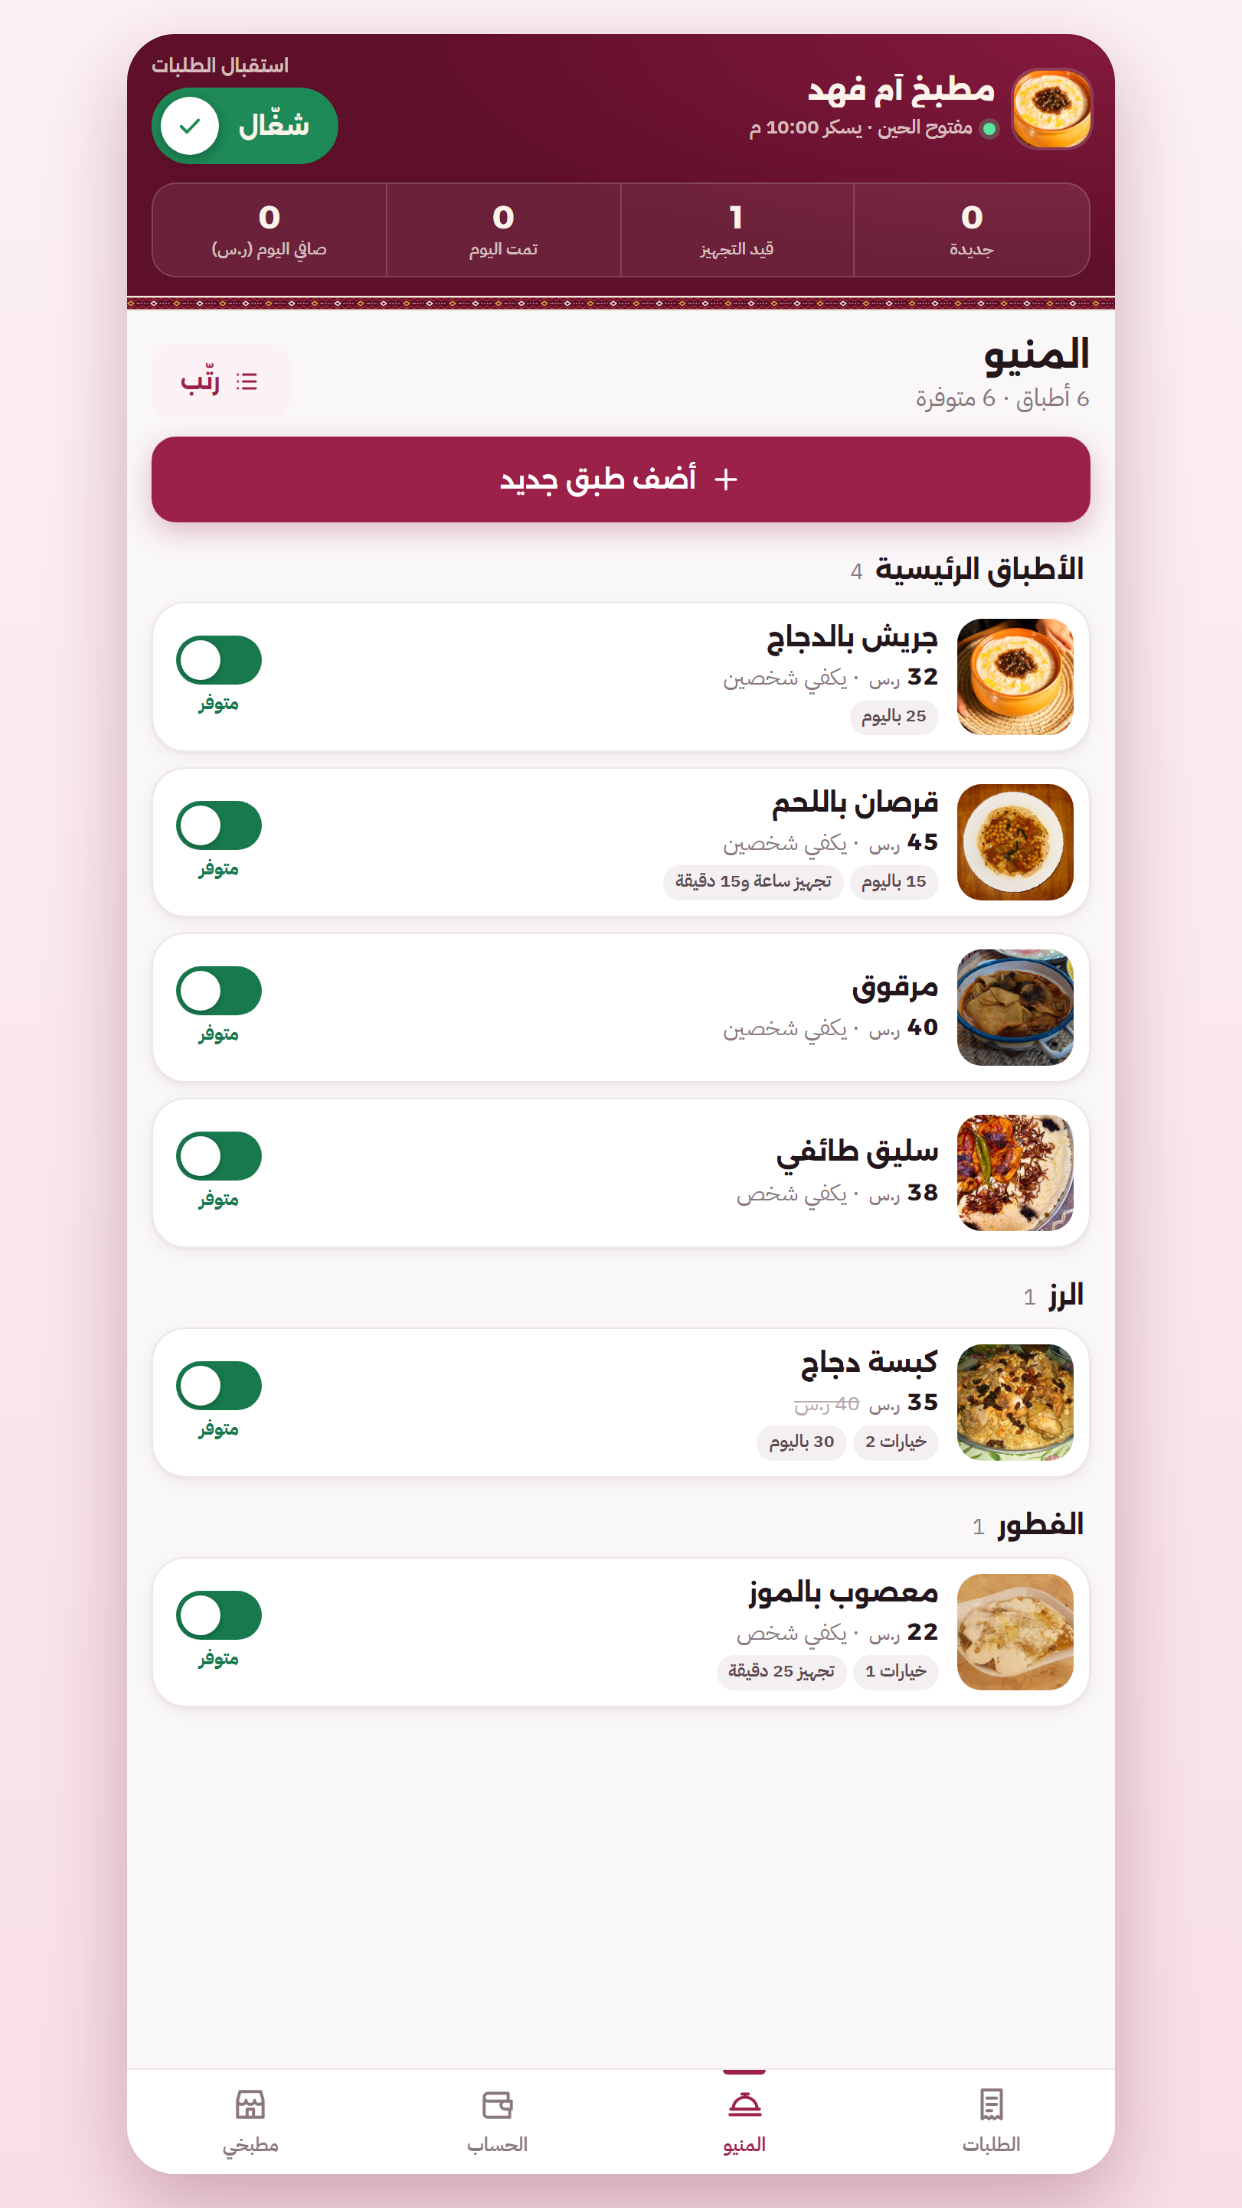 مطبخ أم فهد
مفتوح الحين · يسكر 10:00 م
استقبال الطلبات
شغّال
0
جديدة
1
قيد التجهيز
0
تمت اليوم
0
صافي اليوم (ر.س)
المنيو
6 أطباق · 6 متوفرة
رتّب
أضف طبق جديد
الأطباق الرئيسية 4
جريش بالدجاج
32 ر.س · يكفي شخصين
25 باليوم
متوفر
قرصان باللحم
45 ر.س · يكفي شخصين
15 باليوم
تجهيز ساعة و15 دقيقة
متوفر
مرقوق
40 ر.س · يكفي شخصين
متوفر
سليق طائفي
38 ر.س · يكفي شخص
متوفر
الرز 1
كبسة دجاج
35 ر.س 40 ر.س
خيارات 2
30 باليوم
متوفر
الفطور 1
معصوب بالموز
22 ر.س · يكفي شخص
خيارات 1
تجهيز 25 دقيقة
متوفر
الطلبات
المنيو
الحساب
مطبخي